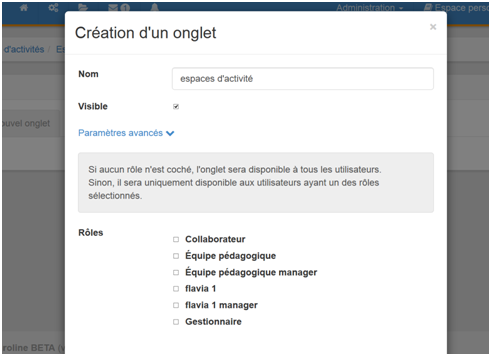 Administration
Espace perso
Création d'un onglet
×
d'activités / Es
Nom
espaces d'activité
Visible
ouvel onglet
Paramètres avancés
Si aucun rôle n'est coché, l'onglet sera disponible à tous les utilisateurs.
Sinon, il sera uniquement disponible aux utilisateurs ayant un des rôles
sélectionnés.
Rôles
Collaborateur
Équipe pédagogique
Équipe pédagogique manager
flavia 1
flavia 1 manager
Gestionnaire
roline BETA